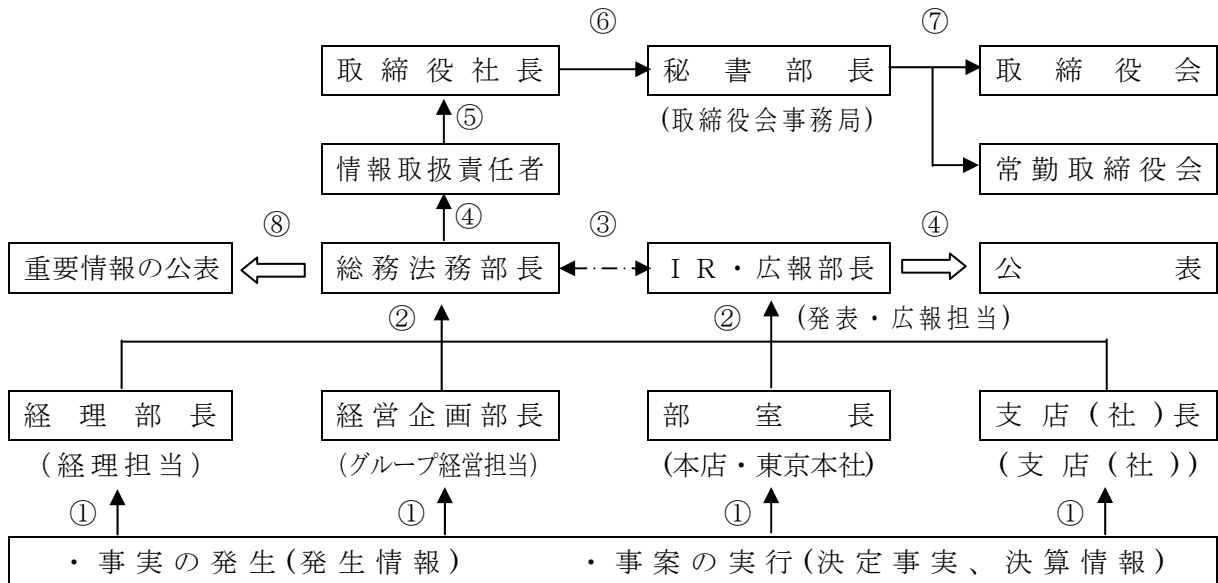 ⑥ ⑦
取締役社長 秘書部長 取締役会
(取締役会事務局)
⑤
情報取扱責任者 常勤取締役会
⑧ ④ ③ ④
重要情報の公表 総務法務部長 ＩＲ・広報部長 公表
② ② (発表・広報担当)
経理部長 経営企画部長 部室長 支店(社)長
(経理担当) (グループ経営担当) (本店・東京本社) (支店(社))
① ① ① ①
・事実の発生(発生情報) ・事案の実行(決定事実、決算情報)